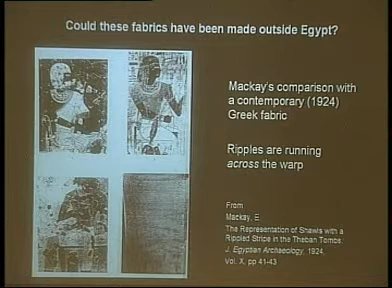 Could these fabrics have been made outside Egypt?
Mackay's comparison with
a contemporary (1924)
Greek fabric
Ripples are running
across the warp
From
Mackay, E.
The Representation of Shawls with a
Rippled Stripe in the Theban Tombs
J. Egyptian Archaeology, 1924,
Vol. X, pp 41-43